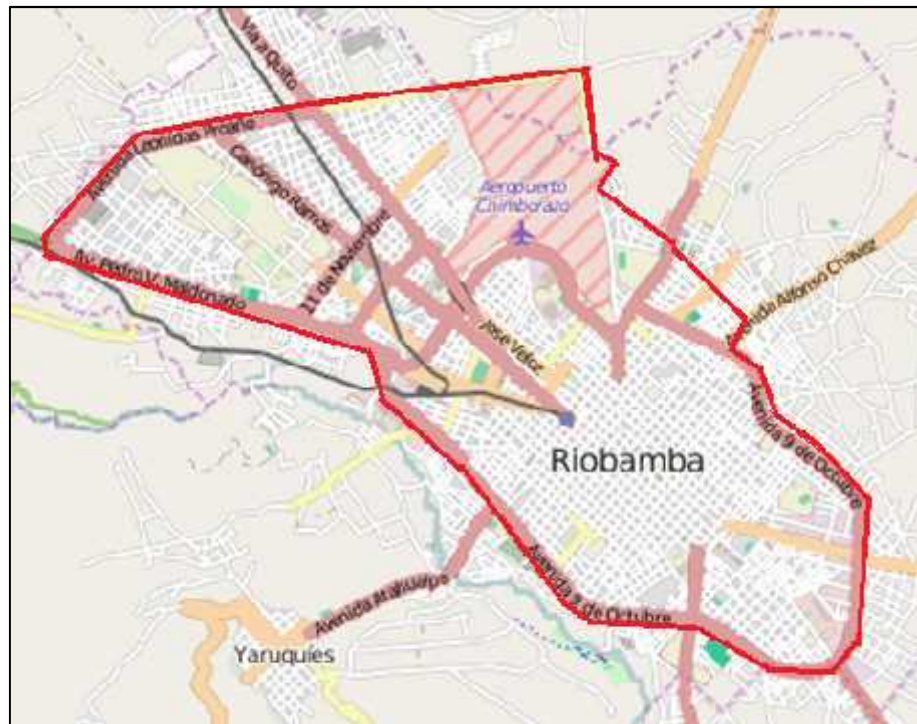 Vía a Quito
Avenida Leonidas Proaño
Canónigo Ramos
Aeropuerto
Chimborazo
11 de Noviembre
Av. Pedro V. Maldonado
Avenida Alfonso Chávez
José Veloz
Avenida 9 de Octubre
Riobamba
Avenida 9 de Octubre
Avenida Atahualpa
Yaruquíes